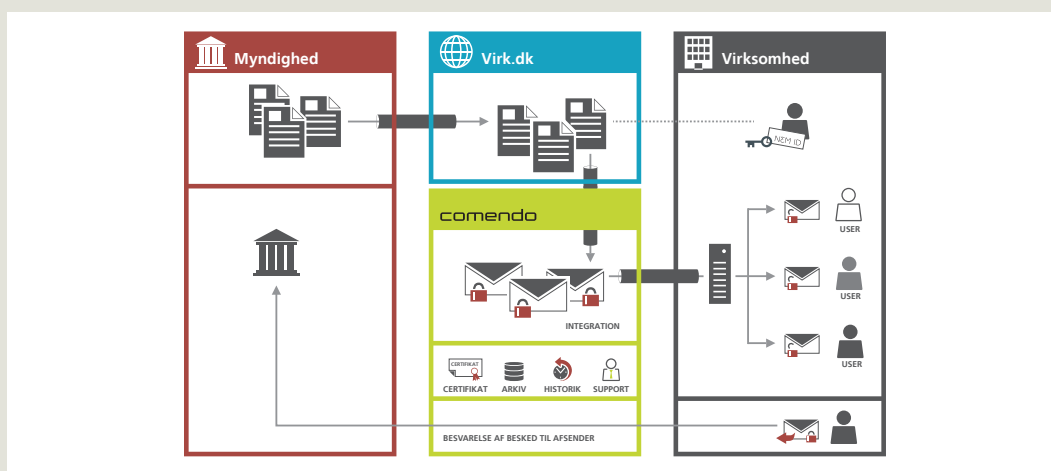 Myndighed
Virk.dk
Virksomhed
NEM ID
comendo
USER
USER
USER
INTEGRATION
CERTIFIKAT
CERTIFIKAT
ARKIV
HISTORIK
SUPPORT
BESVARELSE AF BESKED TIL AFSENDER